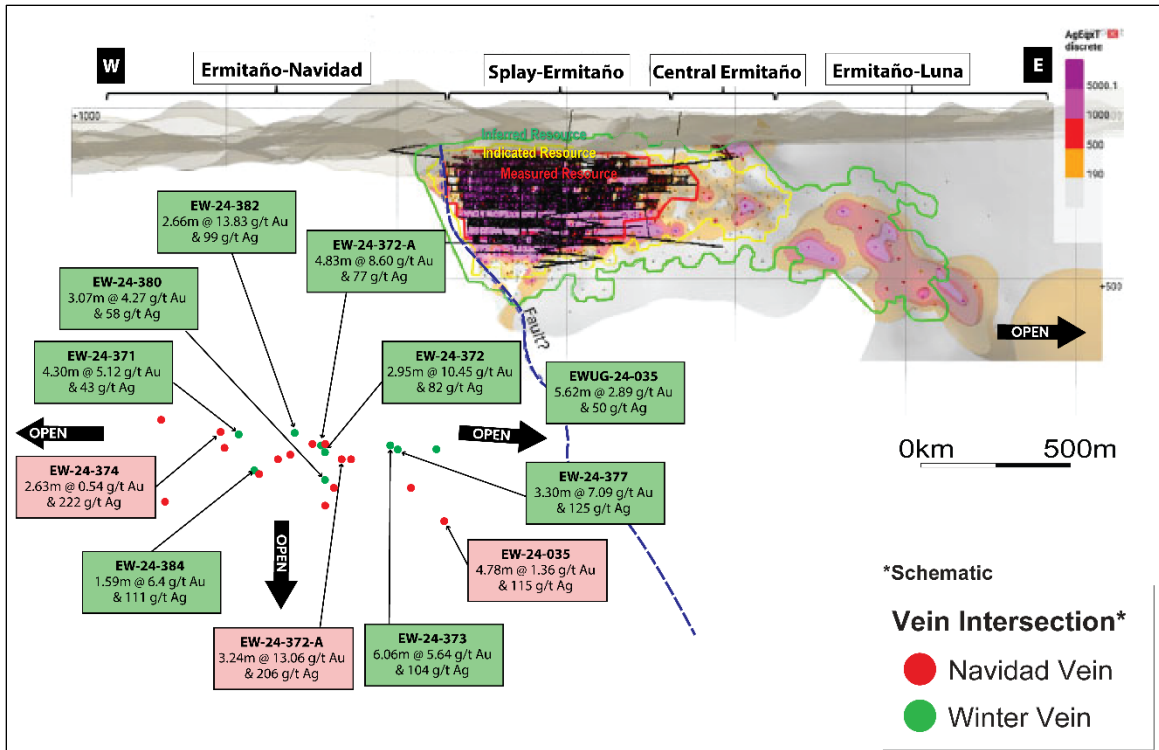 W
Ermitaño-Navidad
Splay-Ermitaño
Central Ermitaño
Ermitaño-Luna
E
AgEqxT
discrete
5000.1
1000
500
190
+1000
+500
Inferred Resource
Indicated Resource
Measured Resource
EW-24-382
2.66m @ 13.83 g/t Au
& 99 g/t Ag
EW-24-372-A
4.83m @ 8.60 g/t Au
& 77 g/t Ag
EW-24-380
3.07m @ 4.27 g/t Au
& 58 g/t Ag
Fault?
OPEN
EW-24-371
4.30m @ 5.12 g/t Au
& 43 g/t Ag
EW-24-372
2.95m @ 10.45 g/t Au
& 82 g/t Ag
EWUG-24-035
5.62m @ 2.89 g/t Au
& 50 g/t Ag
OPEN
OPEN
0km
500m
EW-24-374
2.63m @ 0.54 g/t Au
& 222 g/t Ag
EW-24-377
3.30m @ 7.09 g/t Au
& 125 g/t Ag
OPEN
EW-24-384
1.59m @ 6.4 g/t Au
& 111 g/t Ag
EW-24-035
4.78m @ 1.36 g/t Au
& 115 g/t Ag
EW-24-372-A
3.24m @ 13.06 g/t Au
& 206 g/t Ag
EW-24-373
6.06m @ 5.64 g/t Au
& 104 g/t Ag
*Schematic
Vein Intersection*
Navidad Vein
Winter Vein